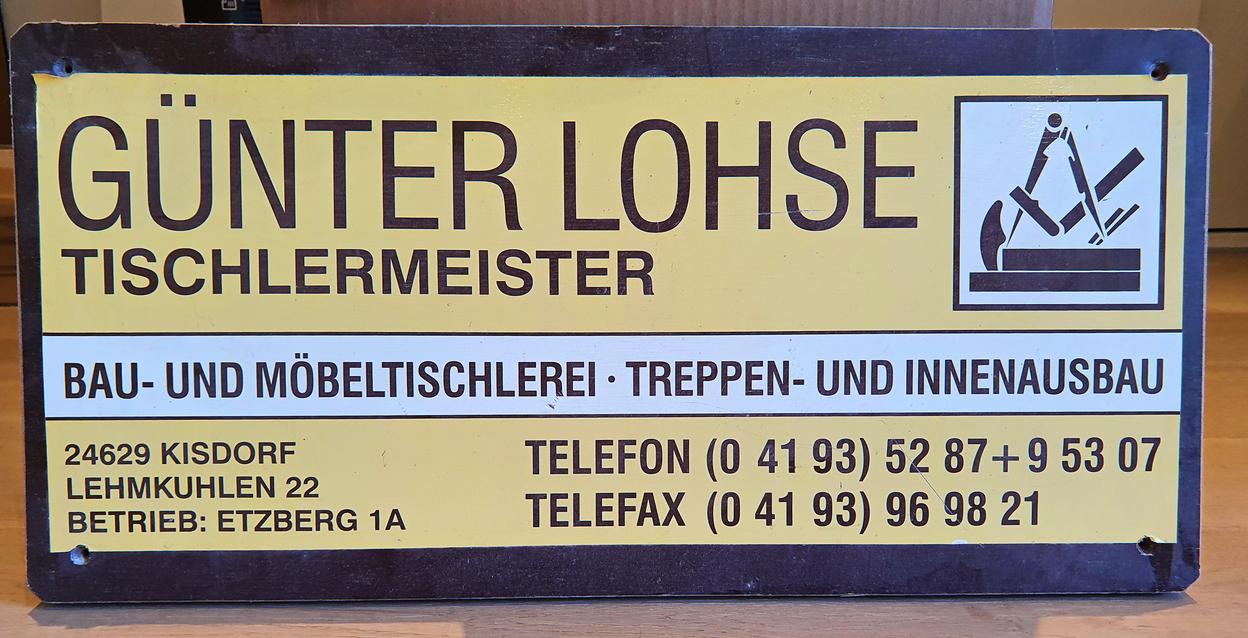 GÜNTER LOHSE
TISCHLERMEISTER
BAU- UND MÖBELTISCHLEREI · TREPPEN- UND INNENAUSBAU
24629 KISDORF
LEHMKUHLEN 22
BETRIEB: ETZBERG 1A
TELEFON (0 41 93) 52 87+9 53 07
TELEFAX (0 41 93) 96 98 21